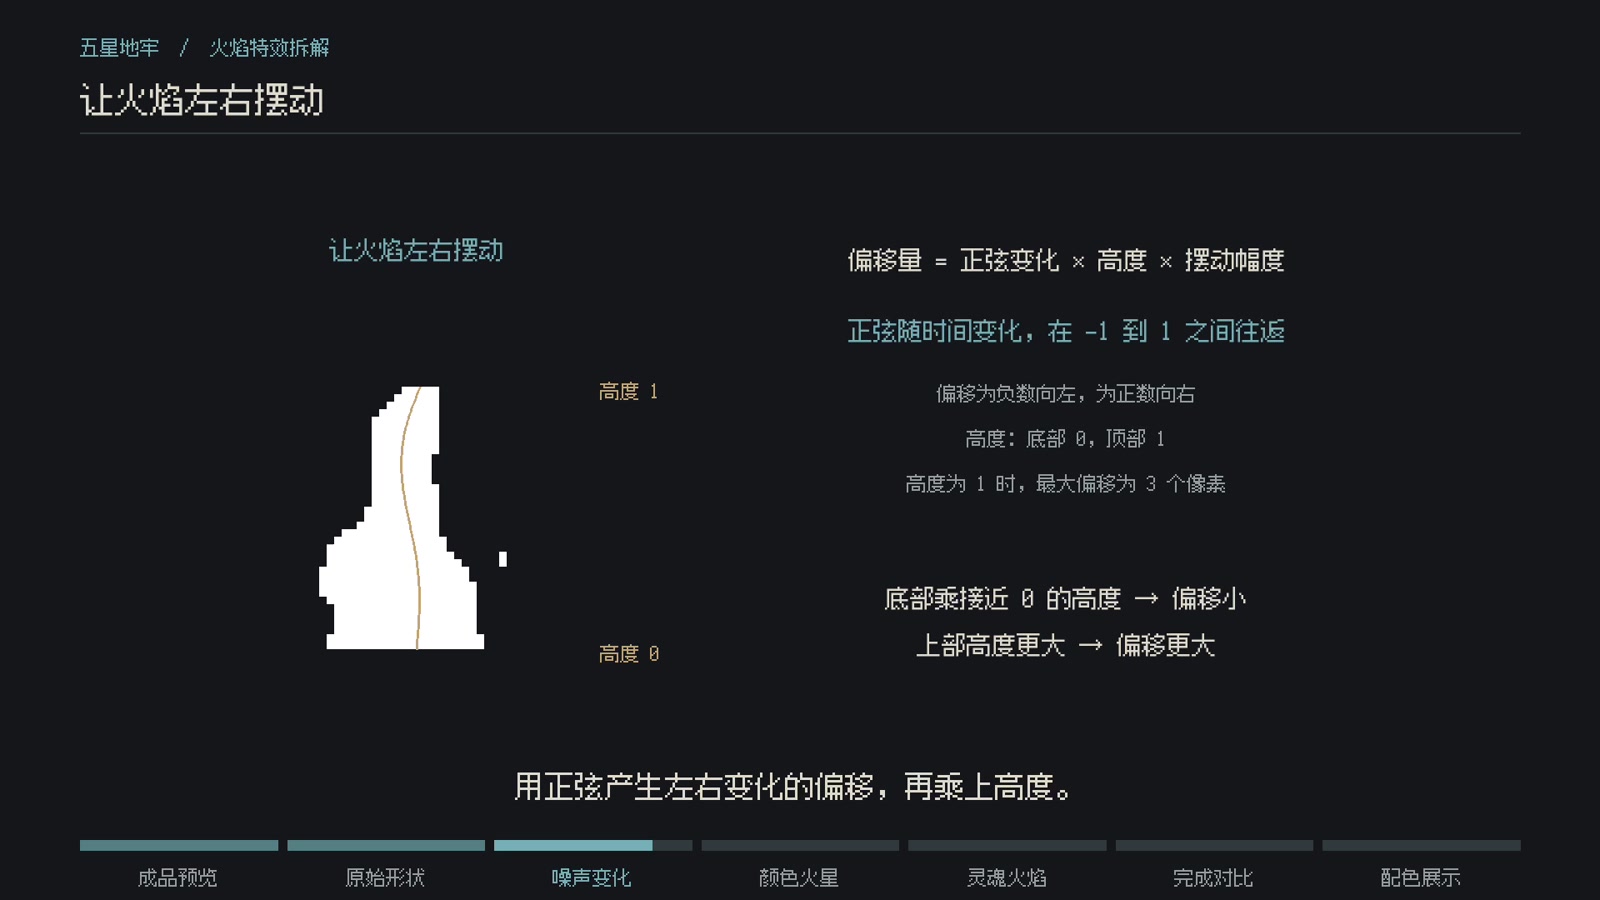 五星地牢 / 火焰特效拆解
让火焰左右摆动
让火焰左右摆动
高度 1
高度 0
偏移量 = 正弦变化 × 高度 × 摆动幅度
正弦随时间变化，在 -1 到 1 之间往返
偏移为负数向左，为正数向右
高度：底部 0，顶部 1
高度为 1 时，最大偏移为 3 个像素
底部乘接近 0 的高度 → 偏移小
上部高度更大 → 偏移更大
用正弦产生左右变化的偏移，再乘上高度。
成品预览
原始形状
噪声变化
颜色火星
灵魂火焰
完成对比
配色展示